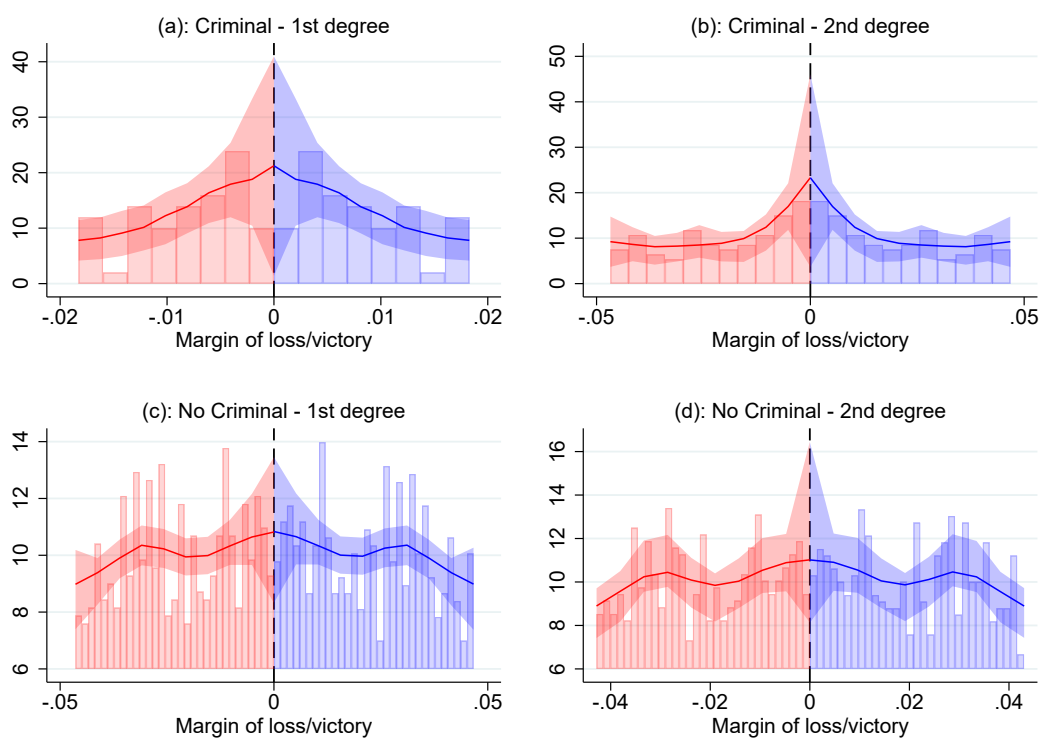 (a): Criminal - 1st degree
40
30
20
10
0
-.02 -.01 0 .01 .02
Margin of loss/victory
(b): Criminal - 2nd degree
50
40
30
20
10
0
-.05 0 .05
Margin of loss/victory
(c): No Criminal - 1st degree
14
12
10
8
6
-.05 0 .05
Margin of loss/victory
(d): No Criminal - 2nd degree
16
14
12
10
8
6
-.04 -.02 0 .02 .04
Margin of loss/victory